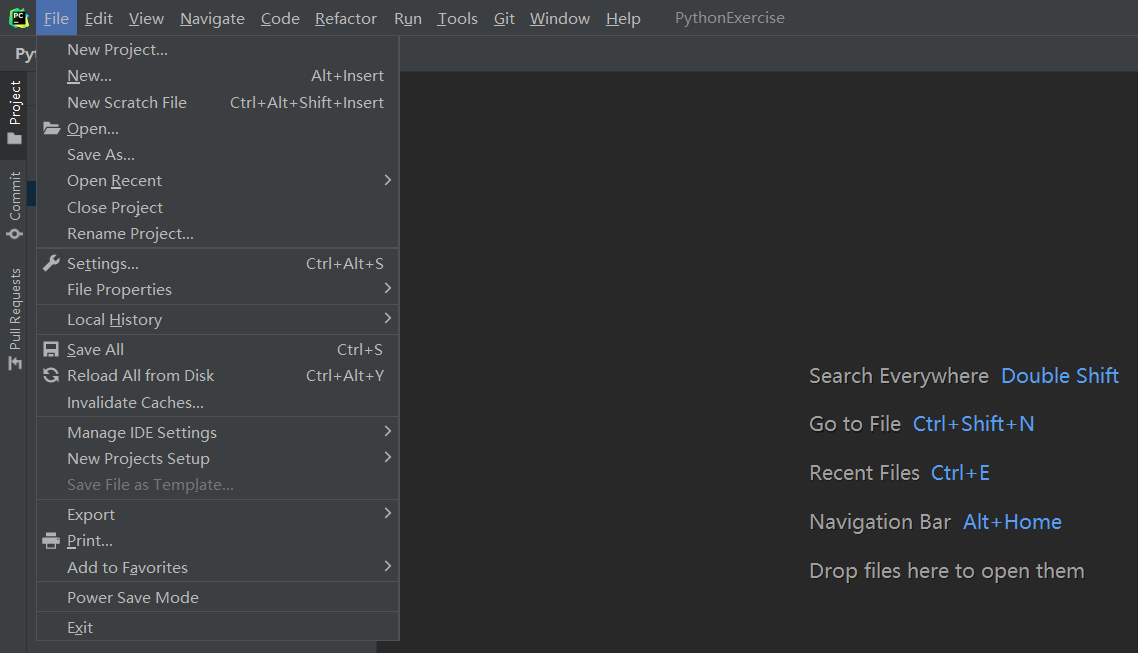 PC File Edit View Navigate Code Refactor Run Tools Git Window Help PythonExercise
Py
New Project...
New... Alt+Insert
New Scratch File Ctrl+Alt+Shift+Insert
Open...
Save As...
Open Recent
Close Project
Rename Project...
Settings... Ctrl+Alt+S
File Properties
Local History
Save All Ctrl+S
Reload All from Disk Ctrl+Alt+Y
Invalidate Caches...
Manage IDE Settings
New Projects Setup
Save File as Template...
Export
Print...
Add to Favorites
Power Save Mode
Exit
Project
Commit
Pull Requests
Search Everywhere Double Shift
Go to File Ctrl+Shift+N
Recent Files Ctrl+E
Navigation Bar Alt+Home
Drop files here to open them